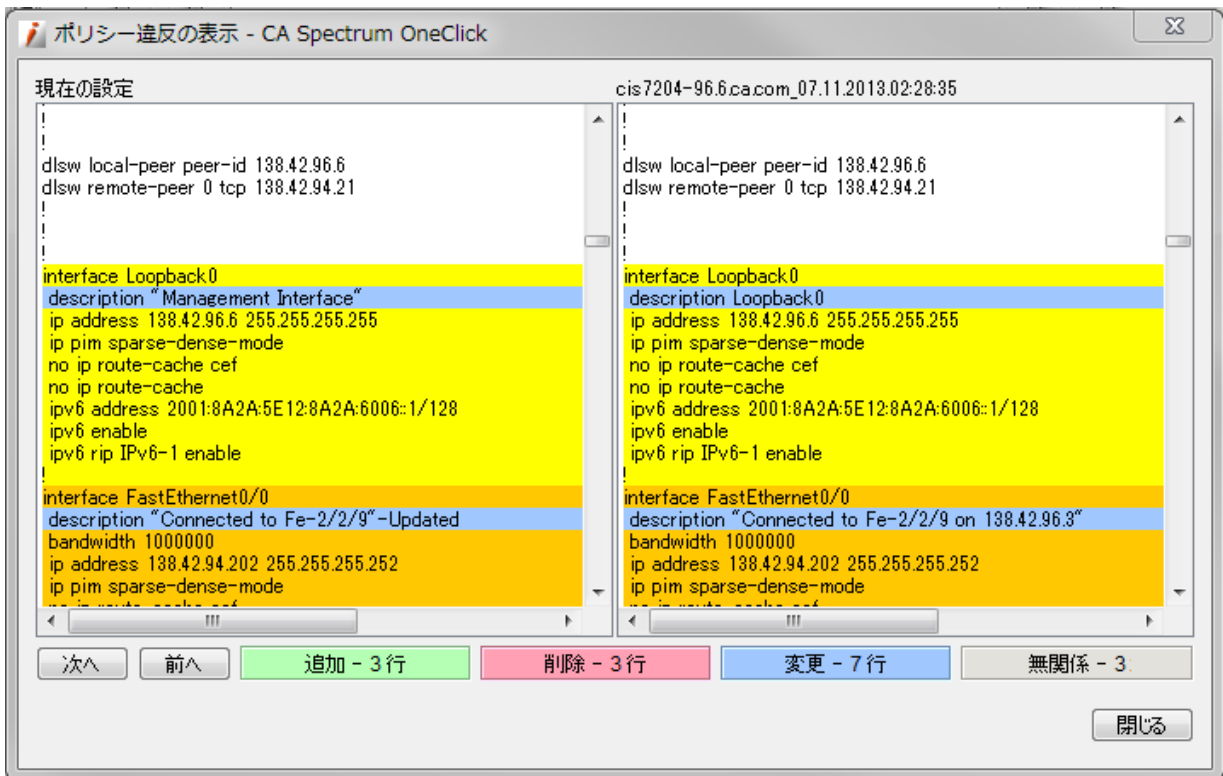 ポリシー違反の表示 - CA Spectrum OneClick
現在の設定
!
!
dlsw local-peer peer-id 138.42.96.6
dlsw remote-peer 0 tcp 138.42.94.21
!
!
!
interface Loopback0
description "Management Interface"
ip address 138.42.96.6 255.255.255.255
ip pim sparse-dense-mode
no ip route-cache cef
no ip route-cache
ipv6 address 2001:8A2A:5E12:8A2A:6006::1/128
ipv6 enable
ipv6 rip IPv6-1 enable
!
interface FastEthernet0/0
description "Connected to Fe-2/2/9"-Updated
bandwidth 1000000
ip address 138.42.94.202 255.255.255.252
ip pim sparse-dense-mode
cis7204-96.6.ca.com_07.11.2013.02:28:35
!
!
dlsw local-peer peer-id 138.42.96.6
dlsw remote-peer 0 tcp 138.42.94.21
!
!
!
interface Loopback0
description Loopback0
ip address 138.42.96.6 255.255.255.255
ip pim sparse-dense-mode
no ip route-cache cef
no ip route-cache
ipv6 address 2001:8A2A:5E12:8A2A:6006::1/128
ipv6 enable
ipv6 rip IPv6-1 enable
!
interface FastEthernet0/0
description "Connected to Fe-2/2/9 on 138.42.96.3"
bandwidth 1000000
ip address 138.42.94.202 255.255.255.252
ip pim sparse-dense-mode
次へ 前へ 追加 - 3 行 削除 - 3 行 変更 - 7 行 無関係 - 3
閉じる